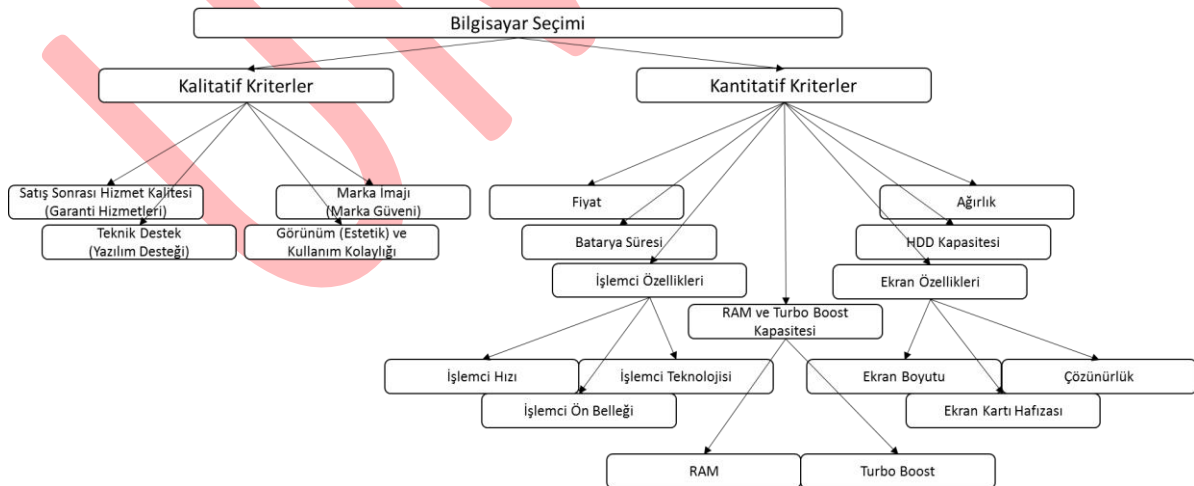 Bilgisayar Seçimi
Kalitatif Kriterler
Kantitatif Kriterler
Satış Sonrası Hizmet Kalitesi
(Garanti Hizmetleri)
Marka İmajı
(Marka Güveni)
Fiyat
Ağırlık
Teknik Destek
(Yazılım Desteği)
Görünüm (Estetik) ve
Kullanım Kolaylığı
Batarya Süresi
HDD Kapasitesi
İşlemci Özellikleri
Ekran Özellikleri
RAM ve Turbo Boost
Kapasitesi
İşlemci Hızı
İşlemci Teknolojisi
Ekran Boyutu
Çözünürlük
İşlemci Ön Belleği
Ekran Kartı Hafızası
RAM
Turbo Boost